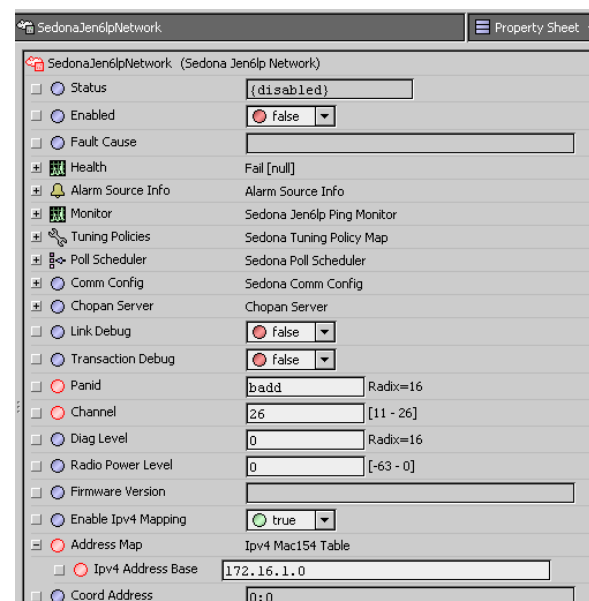 SedonaJen6lpNetwork Property Sheet
SedonaJen6lpNetwork (Sedona Jen6lp Network)
Status {disabled}
Enabled false
Fault Cause
Health Fail [null]
Alarm Source Info Alarm Source Info
Monitor Sedona Jen6lp Ping Monitor
Tuning Policies Sedona Tuning Policy Map
Poll Scheduler Sedona Poll Scheduler
Comm Config Sedona Comm Config
Chopan Server Chopan Server
Link Debug false
Transaction Debug false
Panid badd Radix=16
Channel 26 [11 - 26]
Diag Level 0 Radix=16
Radio Power Level 0 [-63 - 0]
Firmware Version
Enable Ipv4 Mapping true
Address Map Ipv4 Mac154 Table
Ipv4 Address Base 172.16.1.0
Coord Address 0:0